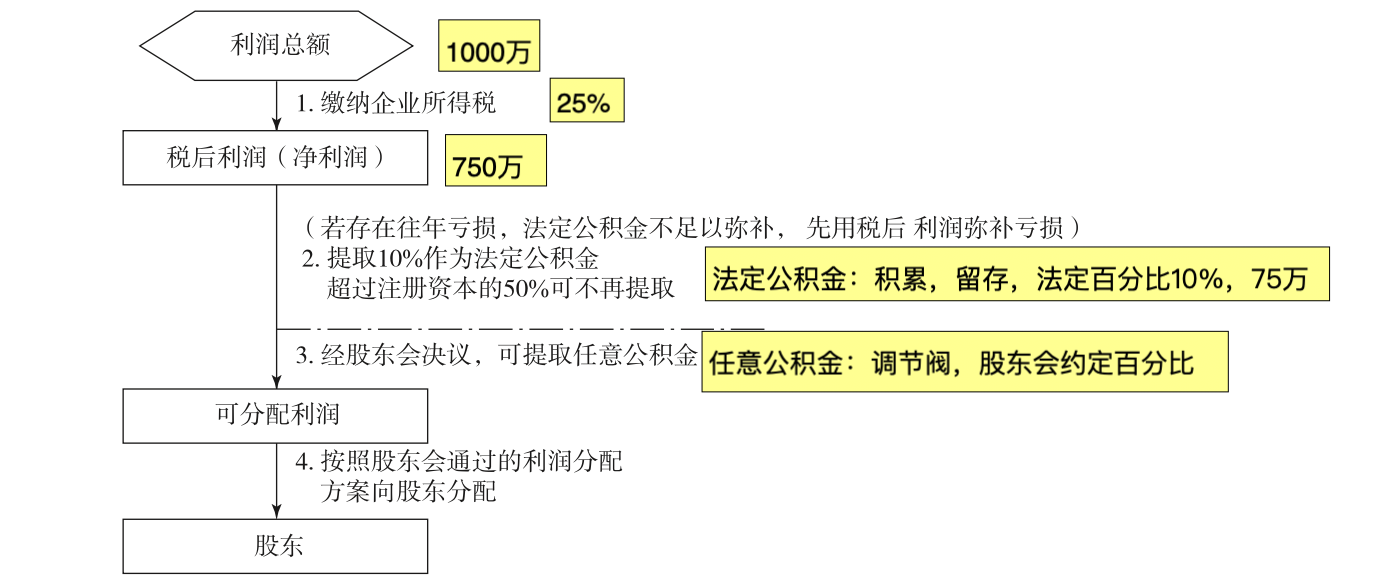 利润总额
1000万
1. 缴纳企业所得税
25%
税后利润（净利润）
750万
（若存在往年亏损，法定公积金不足以弥补， 先用税后 利润弥补亏损）
2. 提取10%作为法定公积金
超过注册资本的50%可不再提取
法定公积金：积累，留存，法定百分比10%，75万
3. 经股东会决议，可提取任意公积金
任意公积金：调节阀，股东会约定百分比
可分配利润
4. 按照股东会通过的利润分配
方案向股东分配
股东